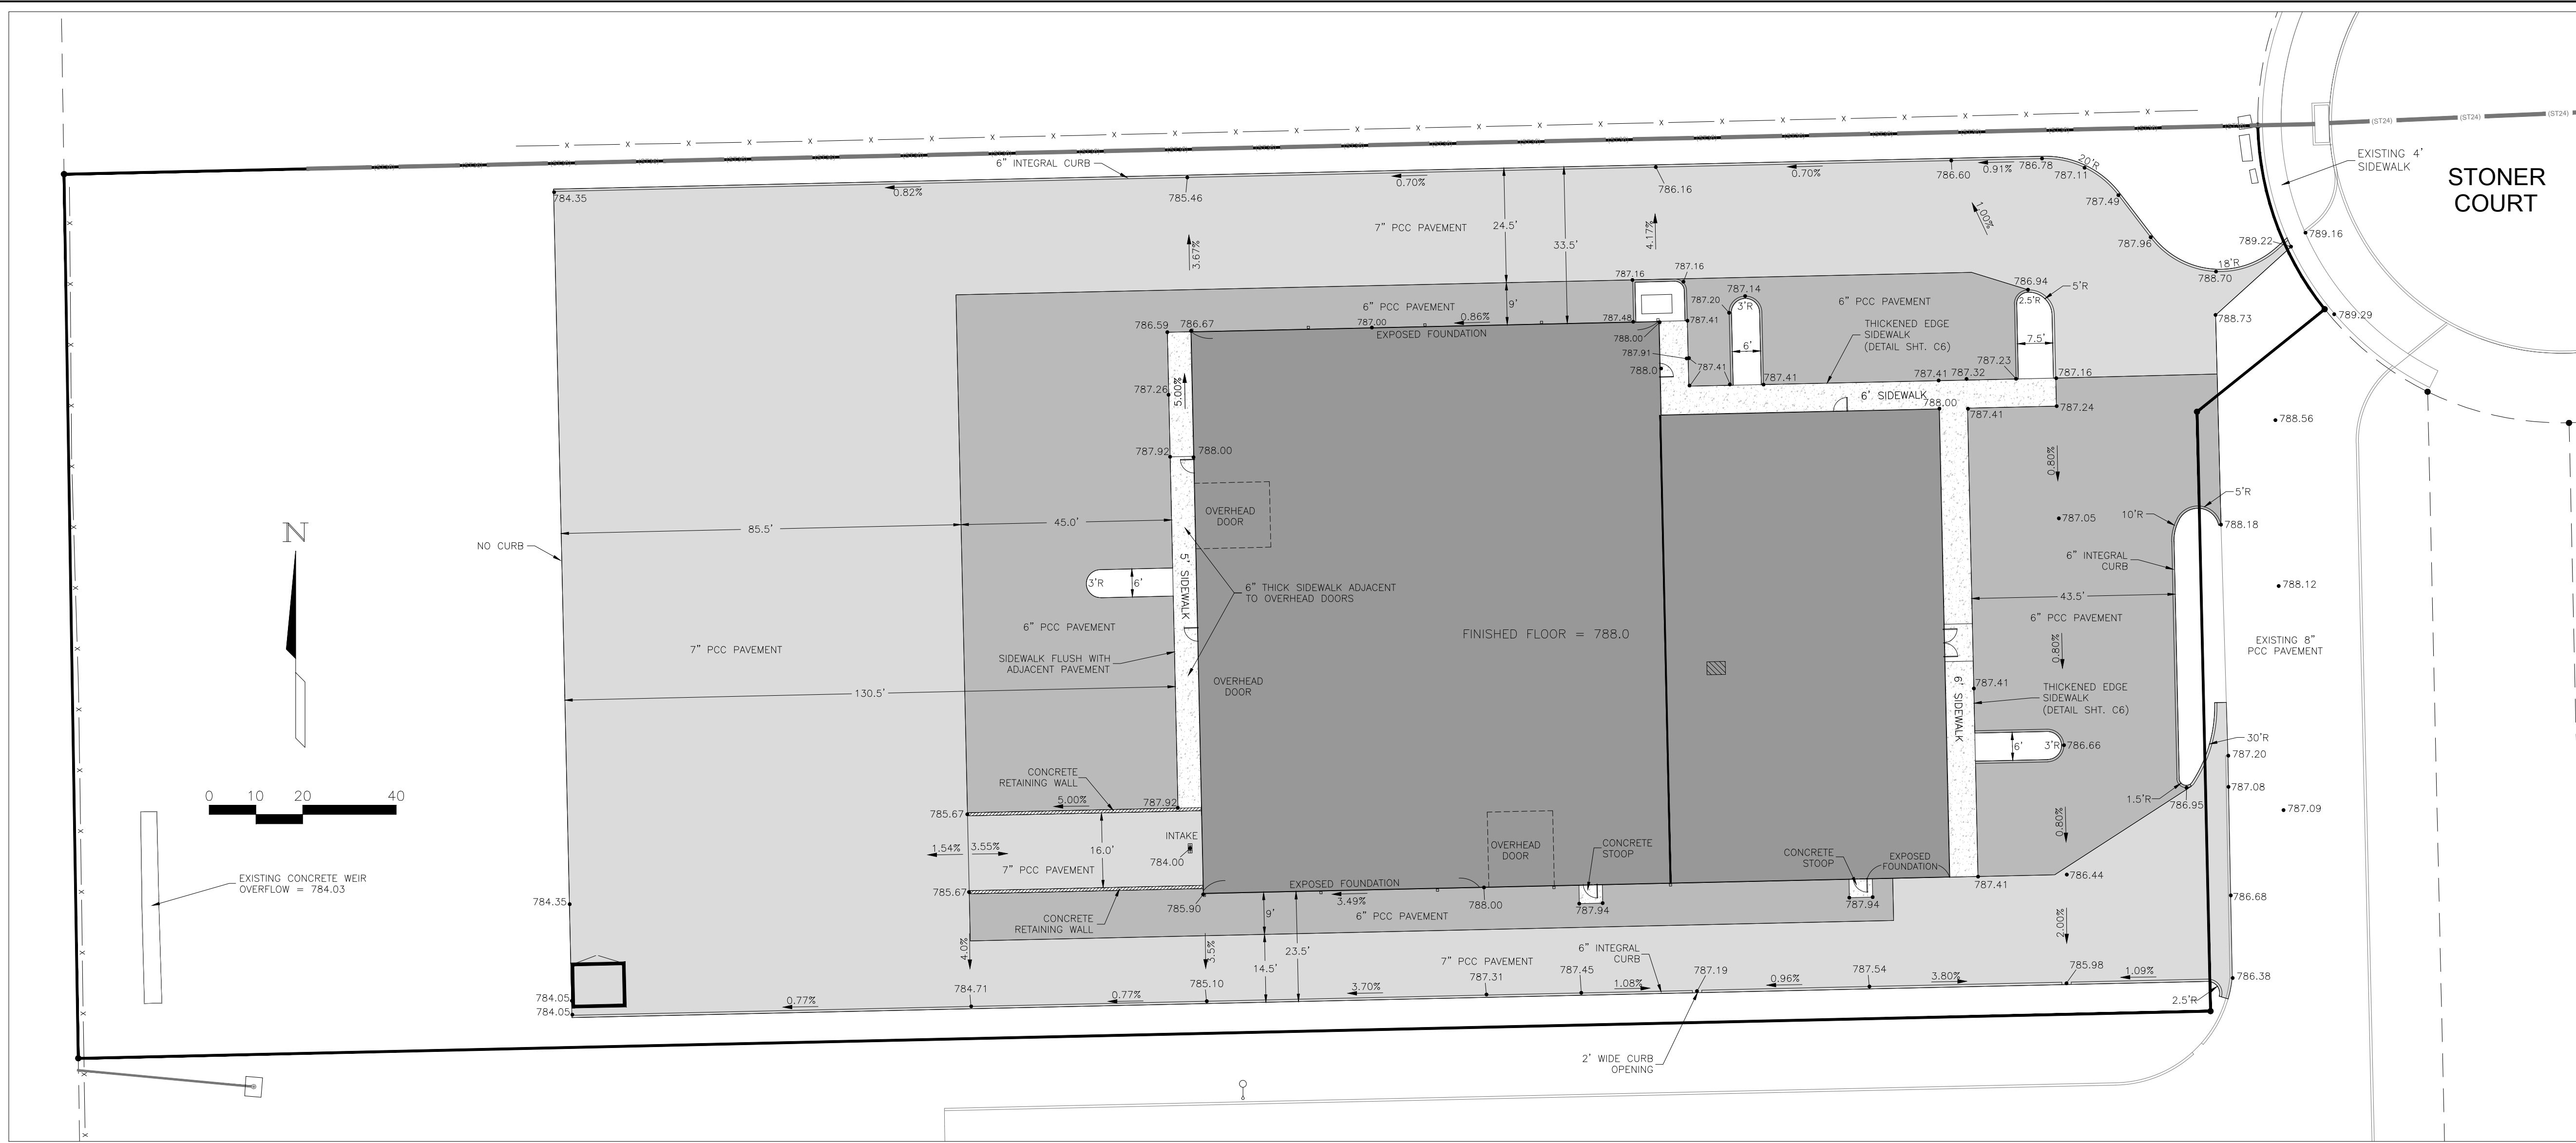 (ST24)
(ST24)
(ST24)
EXISTING 4'
SIDEWALK
STONER
COURT
6" INTEGRAL CURB
784.35
0.82%
785.46
0.70%
786.16
0.70%
786.60
0.91%
786.78
787.11
20'R
787.49
787.96
18'R
788.70
789.22
789.16
789.29
788.73
7" PCC PAVEMENT
24.5'
33.5'
3.67%
4.17%
1.00%
787.16
787.16
6" PCC PAVEMENT
9'
0.86%
787.00
EXPOSED FOUNDATION
787.48
788.00
787.41
787.91
788.0
787.41
787.20
787.14
3'R
6'
787.41
6" PCC PAVEMENT
THICKENED EDGE
SIDEWALK
(DETAIL SHT. C6)
786.94
5'R
2.5'R
7.5'
787.23
787.16
787.41
787.32
6' SIDEWALK
788.00
787.41
787.24
786.59
786.67
787.26
5.00%
787.92
788.00
788.56
0.80%
787.05
5'R
10'R
788.18
6" INTEGRAL
CURB
788.12
43.5'
6" PCC PAVEMENT
EXISTING 8"
PCC PAVEMENT
N
NO CURB
85.5'
45.0'
OVERHEAD
DOOR
5' SIDEWALK
3'R
6'
6" THICK SIDEWALK ADJACENT
TO OVERHEAD DOORS
6" PCC PAVEMENT
7" PCC PAVEMENT
SIDEWALK FLUSH WITH
ADJACENT PAVEMENT
FINISHED FLOOR = 788.0
OVERHEAD
DOOR
130.5'
0.80%
787.41
THICKENED EDGE
SIDEWALK
(DETAIL SHT. C6)
6' SIDEWALK
6'
3'R
786.66
30'R
787.20
787.08
787.09
1.5'R
786.95
0 10 20 40
CONCRETE
RETAINING WALL
5.00%
787.92
785.67
INTAKE
784.00
1.54%
3.55%
16.0'
7" PCC PAVEMENT
785.67
OVERHEAD
DOOR
CONCRETE
STOOP
CONCRETE
STOOP
EXPOSED
FOUNDATION
0.80%
786.44
787.41
EXISTING CONCRETE WEIR
OVERFLOW = 784.03
784.35
EXPOSED FOUNDATION
785.90
3.49%
788.00
787.94
787.94
786.68
CONCRETE
RETAINING WALL
9'
6" PCC PAVEMENT
4.0%
3.5%
23.5'
14.5'
6" INTEGRAL
CURB
7" PCC PAVEMENT
2.00%
784.05
784.05
0.77%
784.71
0.77%
785.10
3.70%
787.31
787.45
1.08%
787.19
0.96%
787.54
3.80%
785.98
1.09%
786.38
2.5'R
2' WIDE CURB
OPENING